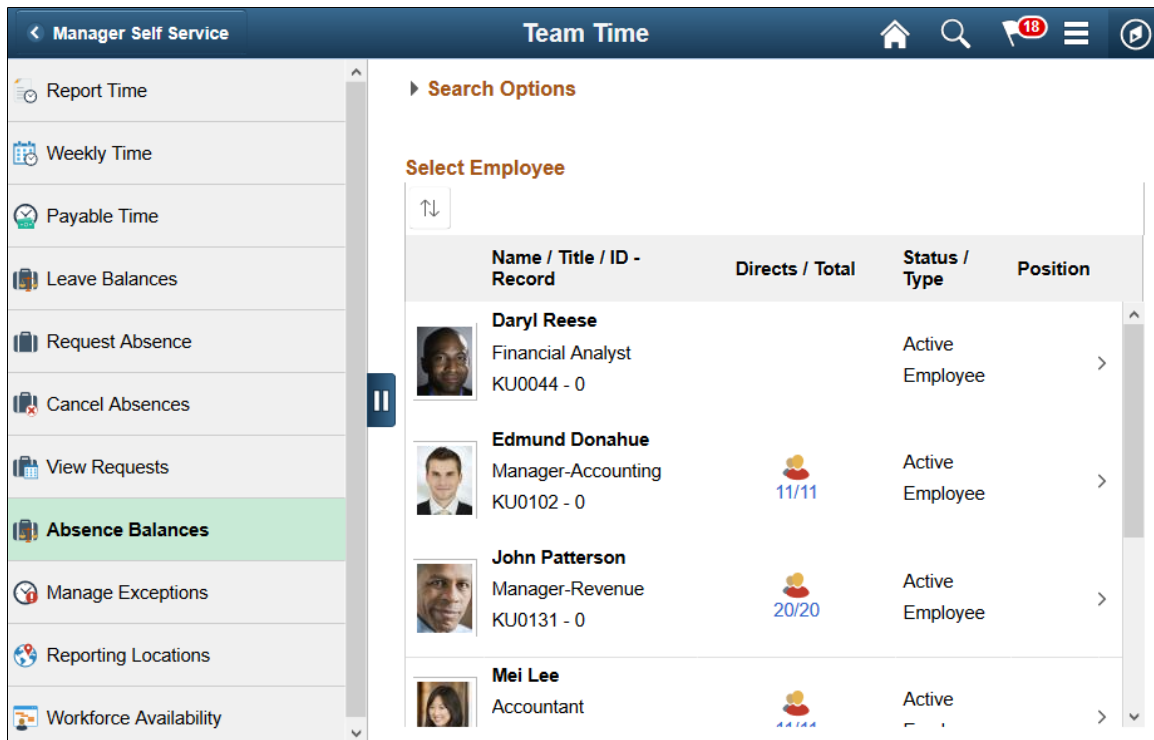 Manager Self Service
Team Time
18
Report Time
Weekly Time
Payable Time
Leave Balances
Request Absence
Cancel Absences
View Requests
Absence Balances
Manage Exceptions
Reporting Locations
Workforce Availability
Search Options
Select Employee
Name / Title / ID -
Record
Directs / Total
Status /
Type
Position
Daryl Reese
Financial Analyst
KU0044 - 0
Active
Employee
Edmund Donahue
Manager-Accounting
KU0102 - 0
11/11
Active
Employee
John Patterson
Manager-Revenue
KU0131 - 0
20/20
Active
Employee
Mei Lee
Accountant
Active